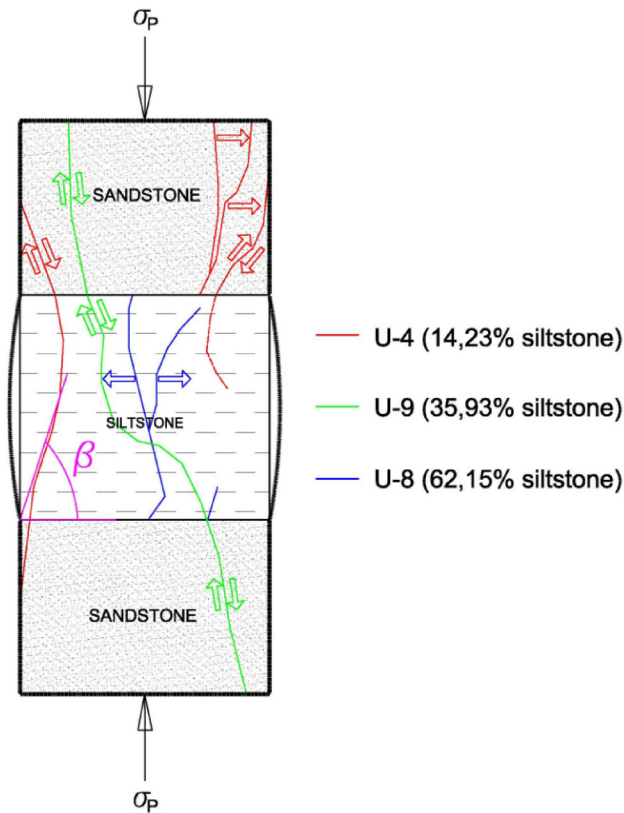 σP
SANDSTONE
U-4 (14,23% siltstone)
U-9 (35,93% siltstone)
SILTSTONE
β
U-8 (62,15% siltstone)
SANDSTONE
σP